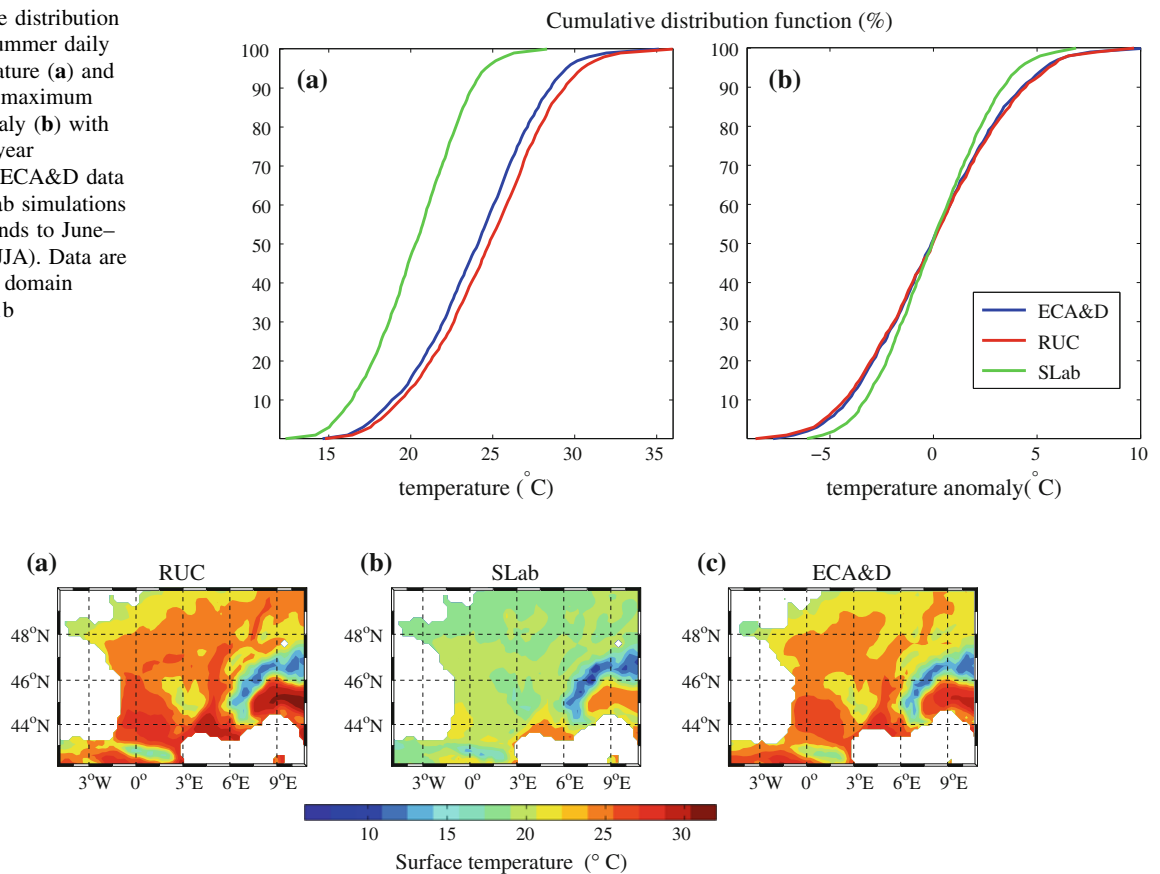 e distribution
ummer daily
ature (a) and
maximum
aly (b) with
year
ECA&D data
ab simulations
nds to June–
JJA). Data are
domain
b
Cumulative distribution function (%)
(a)
100
90
80
70
60
50
40
30
20
10
15 20 25 30 35
temperature (°C)
(b)
100
90
80
70
60
50
40
30
20
10
ECA&D
RUC
SLab
−5 0 5 10
temperature anomaly(°C)
(a) RUC
48°N
46°N
44°N
3°W 0° 3°E 6°E 9°E
(b) SLab
48°N
46°N
44°N
3°W 0° 3°E 6°E 9°E
(c) ECA&D
48°N
46°N
44°N
3°W 0° 3°E 6°E 9°E
10 15 20 25 30
Surface temperature (° C)